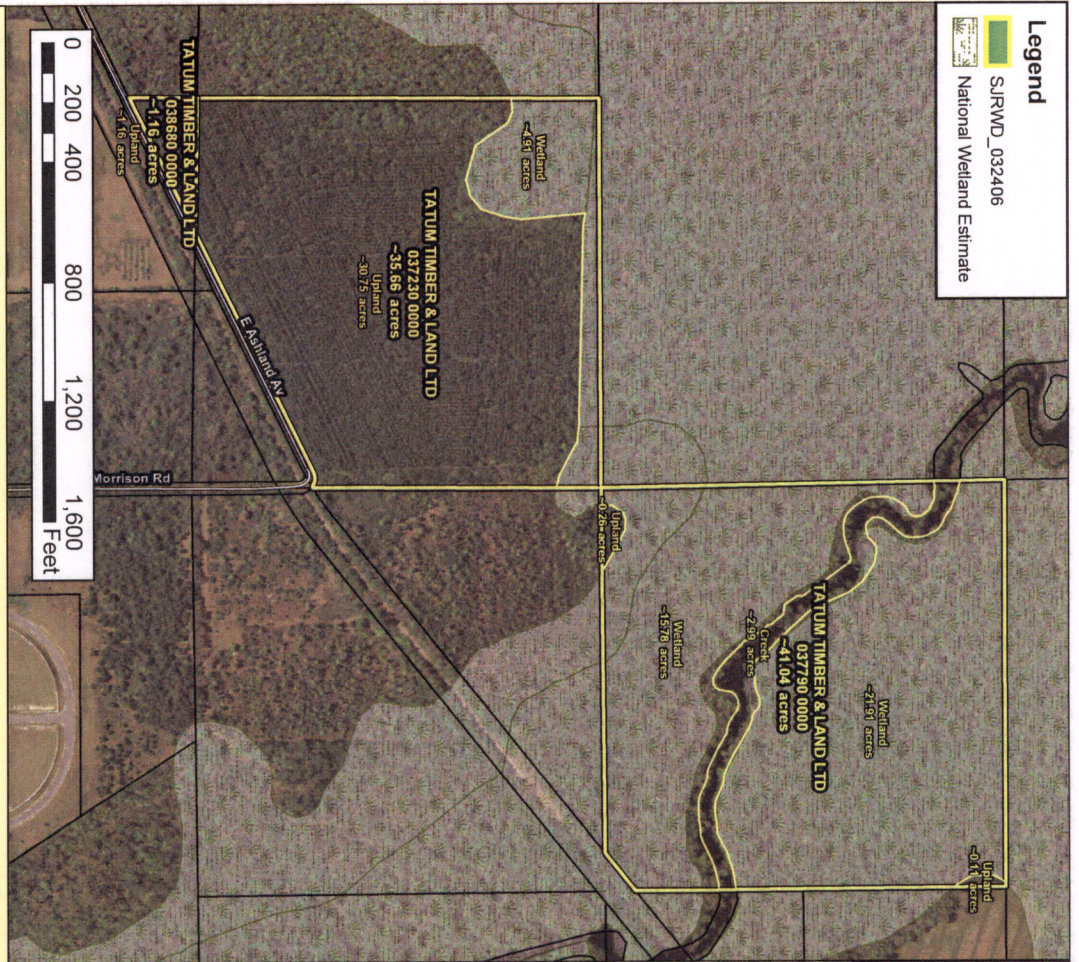 Legend
SJRWD_032406
National Wetland Estimate
Wetland
~4.91 acres
TATUM TIMBER & LAND LTD
037230 0000
~35.66 acres
Upland
~30.75 acres
TATUM TIMBER & LAND LTD
038680 0000
~1.16 acres
Upland
~1.16 acres
E Ashland Av
Morrison Rd
Upland
~0.26 acres
Wetland
~15.78 acres
Creek
~2.99 acres
TATUM TIMBER & LAND LTD
037790 0000
~41.04 acres
Wetland
~21.91 acres
Upland
~0.11 acres
0 200 400 800 1,200 1,600
Feet